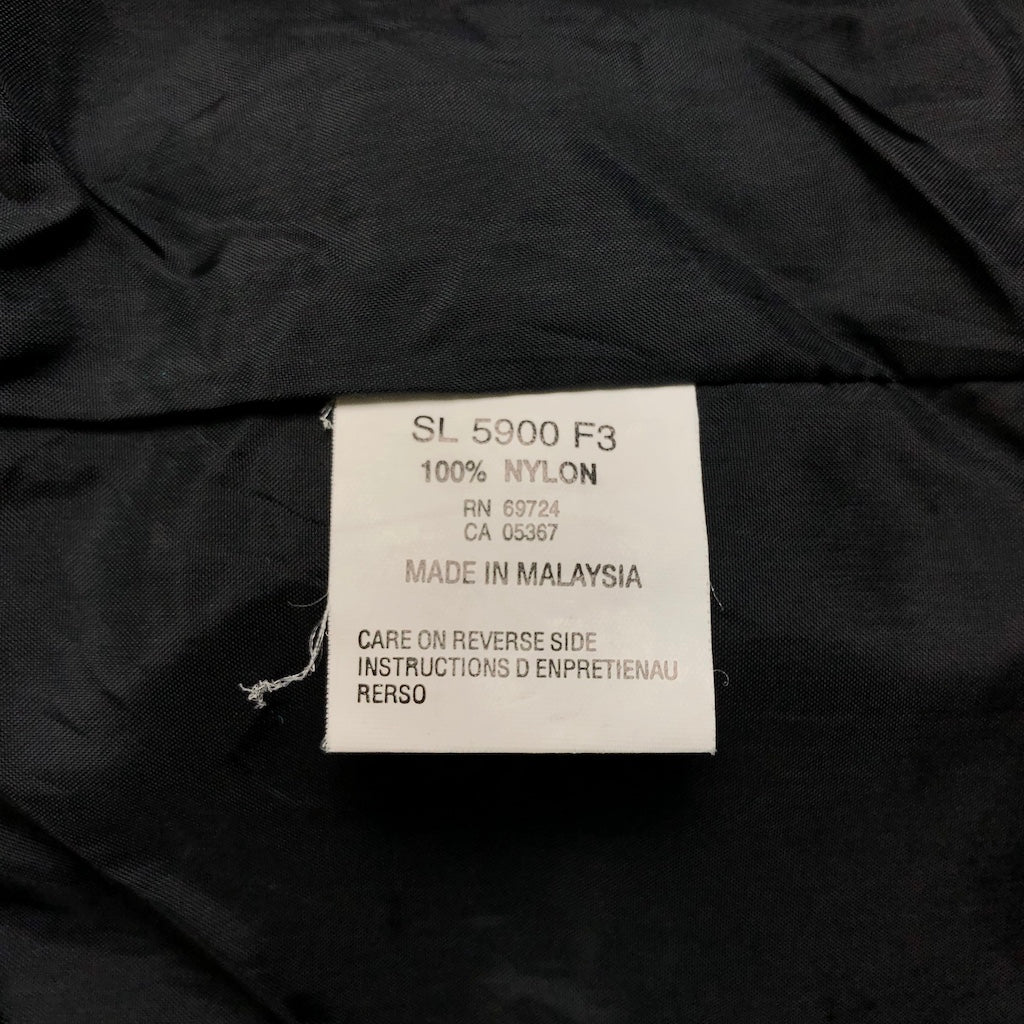 SL 5900 F3
100% NYLON
RN 69724
CA 05367
MADE IN MALAYSIA
CARE ON REVERSE SIDE
INSTRUCTIONS D ENPRETIENAU
RERSO